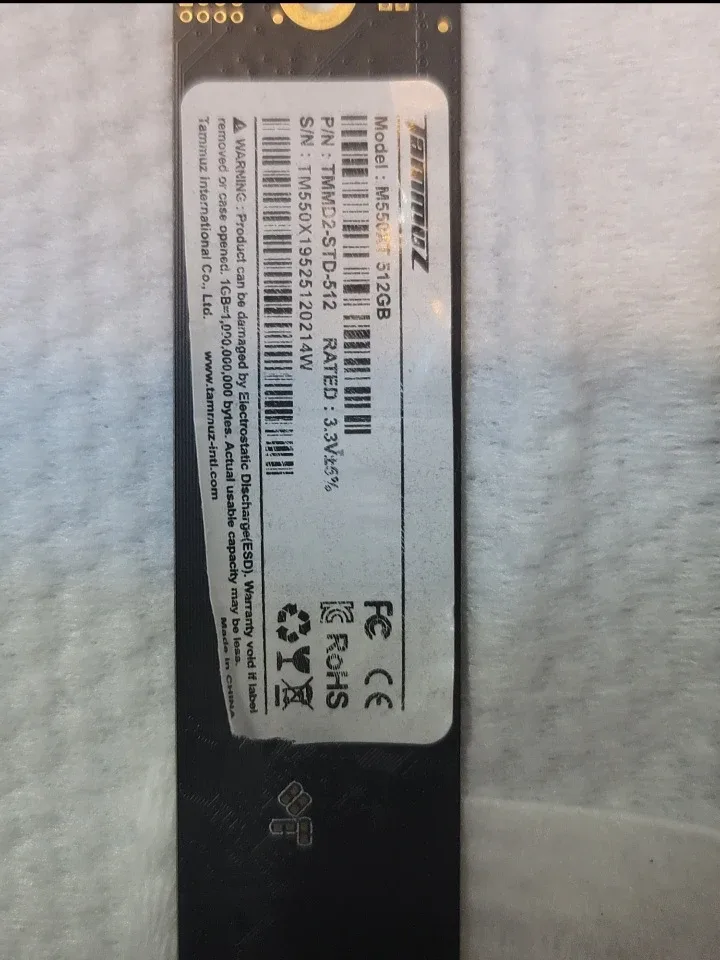 Tammuz
Model : M550 512GB
P/N : TMMD2-STD-512 RATED : 3.3V±5%
S/N : TM550X19525120214W
FC CE
RoHS
WARNING : Product can be damaged by Electrostatic Discharge(ESD). Warranty void if label
removed or case opened. 1GB=1,000,000,000 bytes. Actual usable capacity may be less.
Tammuz International Co., Ltd. www.tammuz-intl.com Made in CHINA